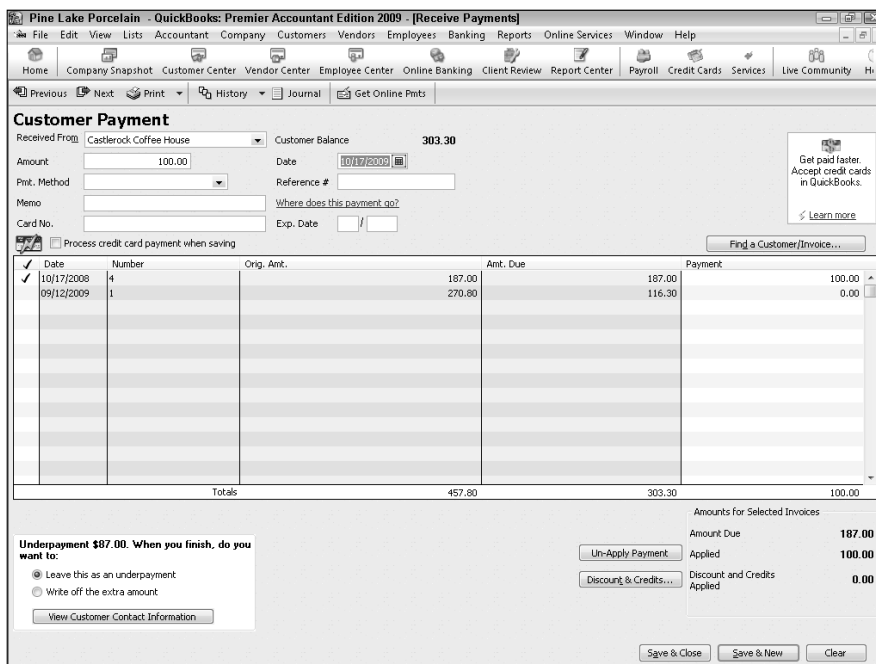 Pine Lake Porcelain - QuickBooks: Premier Accountant Edition 2009 - [Receive Payments]
File Edit View Lists Accountant Company Customers Vendors Employees Banking Reports Online Services Window Help
Home Company Snapshot Customer Center Vendor Center Employee Center Online Banking Client Review Report Center Payroll Credit Cards Services Live Community
Previous Next Print History Journal Get Online Pmts
Customer Payment
Received From Castlerock Coffee House Customer Balance 303.30
Amount 100.00 Date 10/17/2009
Pmt. Method Reference #
Memo Where does this payment go?
Card No. Exp. Date /
Get paid faster.
Accept credit cards
in QuickBooks.
Learn more
Process credit card payment when saving
Find a Customer/Invoice...
✓ Date Number Orig. Amt. Amt. Due Payment
✓ 10/17/2008 4 187.00 187.00 100.00
09/12/2009 1 270.80 116.30 0.00
Totals 457.80 303.30 100.00
Underpayment $87.00. When you finish, do you
want to:
Leave this as an underpayment
Write off the extra amount
View Customer Contact Information
Un-Apply Payment
Discount & Credits...
Amounts for Selected Invoices
Amount Due 187.00
Applied 100.00
Discount and Credits
Applied 0.00
Save & Close Save & New Clear